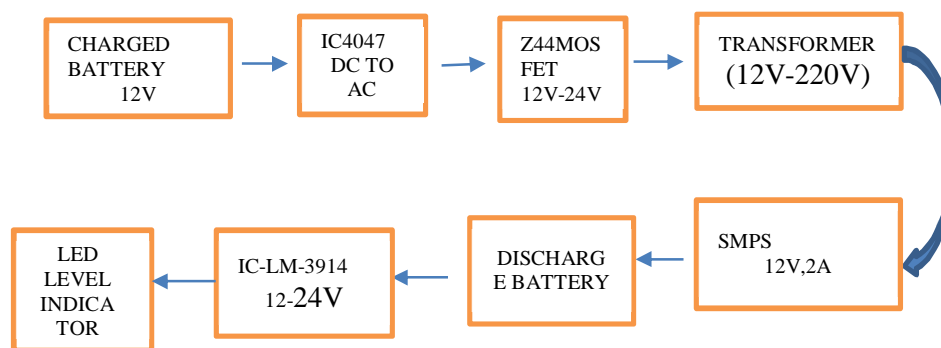 CHARGED
BATTERY
12V
IC4047
DC TO
AC
Z44MOS
FET
12V-24V
TRANSFORMER
(12V-220V)
SMPS
12V,2A
DISCHARG
E BATTERY
IC-LM-3914
12-24V
LED
LEVEL
INDICA
TOR